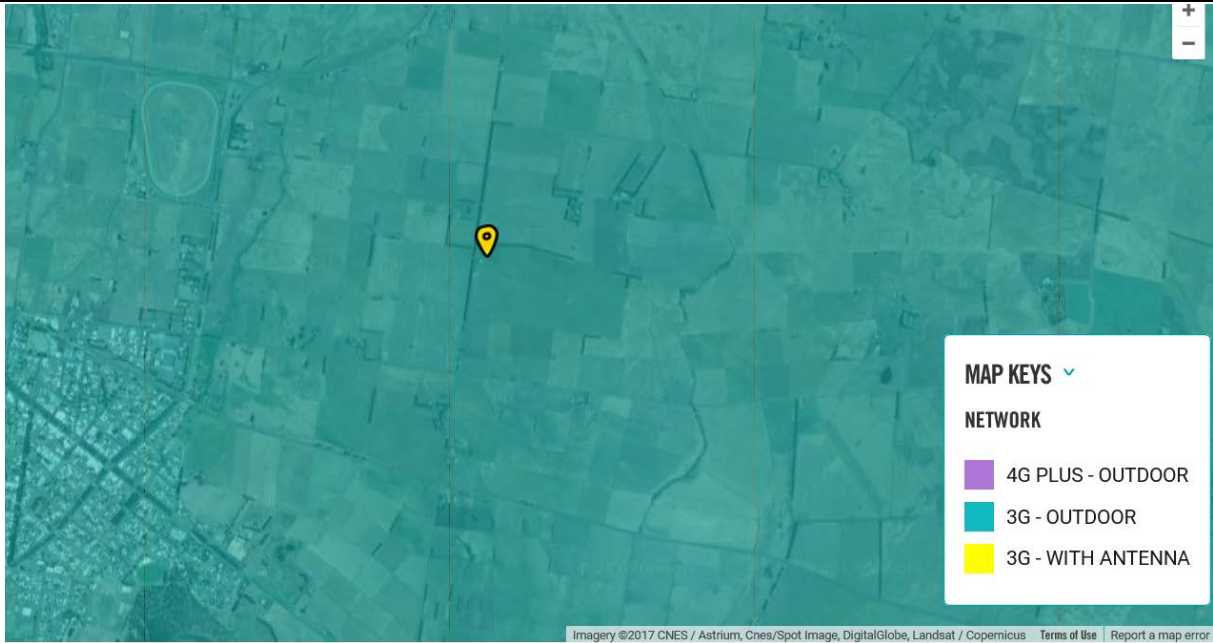 +
−
MAP KEYS
NETWORK
4G PLUS - OUTDOOR
3G - OUTDOOR
3G - WITH ANTENNA
Imagery ©2017 CNES / Astrium, Cnes/Spot Image, DigitalGlobe, Landsat / Copernicus Terms of Use Report a map error